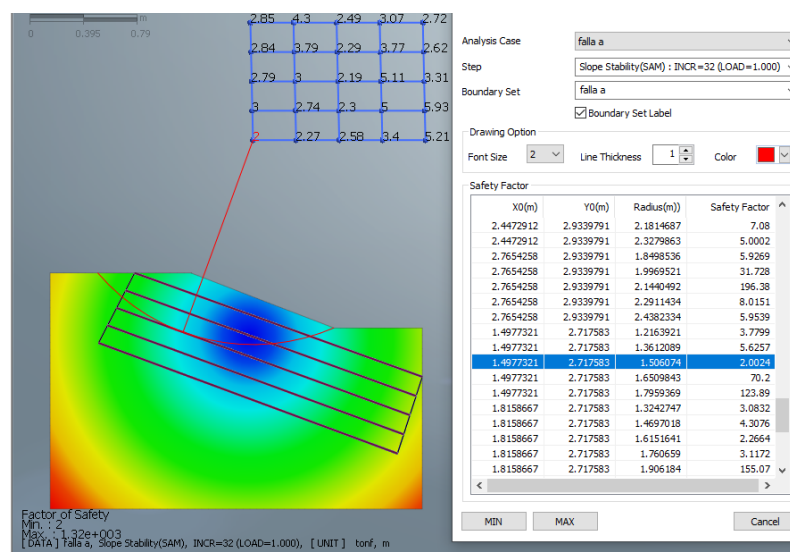 2.85 4.3 2.49 3.07 2.72
m
0 0.395 0.79
2.84 3.79 2.29 3.77 2.62
2.79 3 2.19 5.11 3.31
3 2.74 2.3 5 5.93
2 2.27 2.58 3.4 5.21
Factor of Safety
Min. : 2
Max. : 1.32e+003
[ DATA ] falla a, Slope Stability(SAM), INCR=32 (LOAD=1.000), [ UNIT ] tonf, m
Analysis Case falla a
Step Slope Stability(SAM) : INCR=32 (LOAD=1.000)
Boundary Set falla a
Boundary Set Label
Drawing Option
Font Size 2 Line Thickness 1 Color
Safety Factor
X0(m) Y0(m) Radius(m)) Safety Factor
2.4472912 2.9339791 2.1814687 7.08
2.4472912 2.9339791 2.3279863 5.0002
2.7654258 2.9339791 1.8498536 5.9269
2.7654258 2.9339791 1.9969521 31.728
2.7654258 2.9339791 2.1440492 196.38
2.7654258 2.9339791 2.2911434 8.0151
2.7654258 2.9339791 2.4382334 5.9539
1.4977321 2.717583 1.2163921 3.7799
1.4977321 2.717583 1.3612089 5.6257
1.4977321 2.717583 1.506074 2.0024
1.4977321 2.717583 1.6509843 70.2
1.4977321 2.717583 1.7959369 123.89
1.8158667 2.717583 1.3242747 3.0832
1.8158667 2.717583 1.4697018 4.3076
1.8158667 2.717583 1.6151641 2.2664
1.8158667 2.717583 1.760659 3.1172
1.8158667 2.717583 1.906184 155.07
MIN MAX Cancel